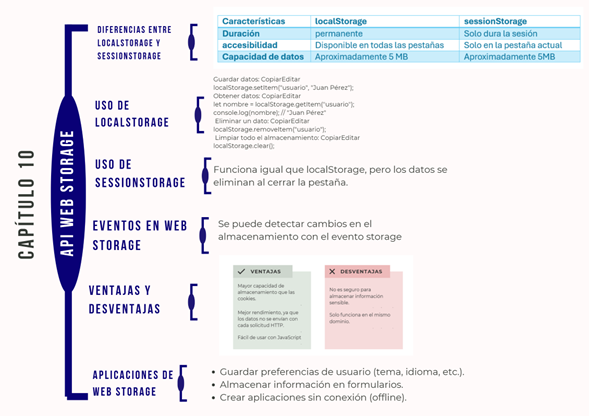 CAPÍTULO 10
API WEB STORAGE
DIFERENCIAS ENTRE
LOCALSTORAGE Y
SESSIONSTORAGE
Características localStorage sessionStorage
Duración permanente Solo dura la sesión
accesibilidad Disponible en todas las pestañas Solo en la pestaña actual
Capacidad de datos Aproximadamente 5 MB Aproximadamente 5MB
USO DE
LOCALSTORAGE
Guardar datos: CopiarEditar
localStorage.setItem("usuario", "Juan Pérez");
Obtener datos: CopiarEditar
let nombre = localStorage.getItem("usuario");
console.log(nombre); // "Juan Pérez"
Eliminar un dato: CopiarEditar
localStorage.removeItem("usuario");
Limpiar todo el almacenamiento: CopiarEditar
localStorage.clear();
USO DE
SESSIONSTORAGE
Funciona igual que localStorage, pero los datos se
eliminan al cerrar la pestaña.
EVENTOS EN WEB
STORAGE
Se puede detectar cambios en el
almacenamiento con el evento storage
VENTAJAS Y
DESVENTAJAS
VENTAJAS
Mayor capacidad de
almacenamiento que las
cookies.
Mejor rendimiento, ya que
los datos no se envían con
cada solicitud HTTP.
Fácil de usar con JavaScript
DESVENTAJAS
No es seguro para
almacenar información
sensible.
Solo funciona en el mismo
dominio.
APLICACIONES DE
WEB STORAGE
• Guardar preferencias de usuario (tema, idioma, etc.).
• Almacenar información en formularios.
• Crear aplicaciones sin conexión (offline).